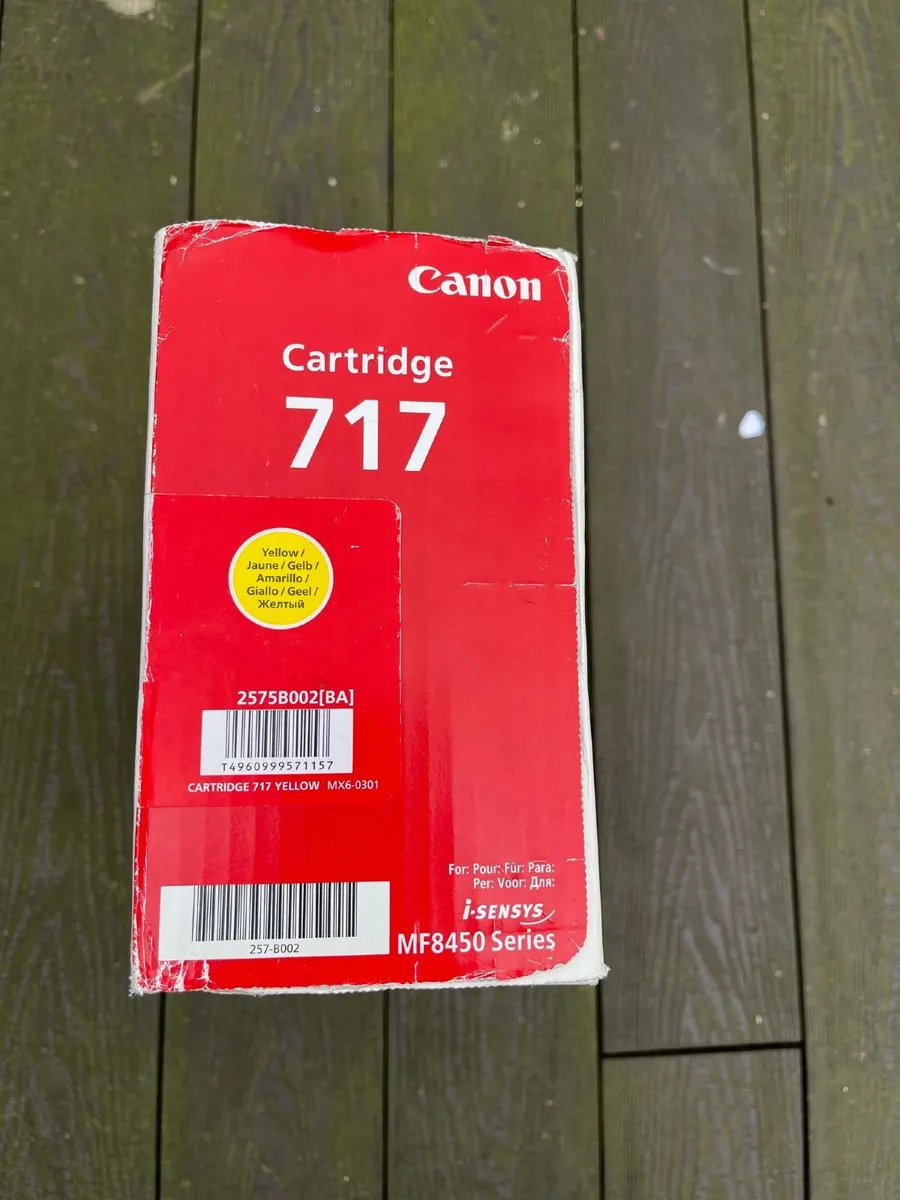 Canon
Cartridge
717
Yellow /
Jaune / Gelb /
Amarillo /
Giallo / Geel /
Желтый
2575B002[BA]
T4960999571157
CARTRIDGE 717 YELLOW MX6-0301
257-B002
For: Pour: Für: Para:
Per: Voor: Для:
i-SENSYS
MF8450 Series